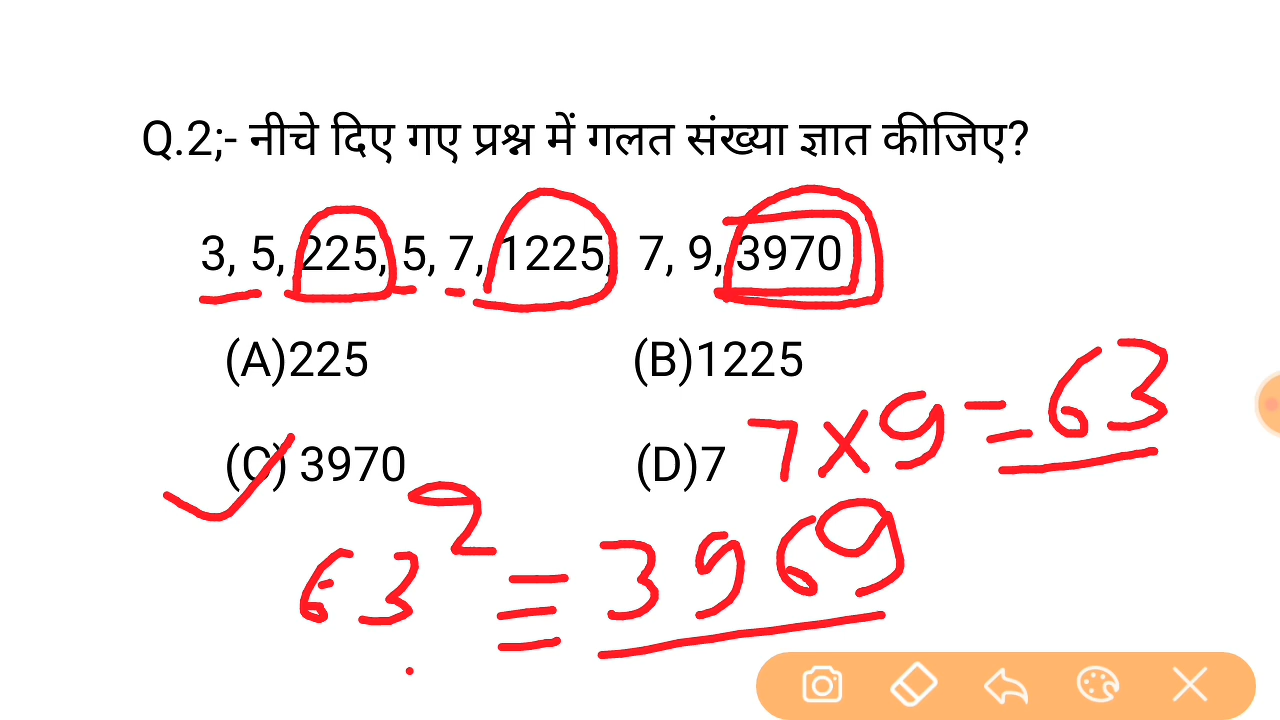 Q.2;- नीचे दिए गए प्रश्न में गलत संख्या ज्ञात कीजिए?
3, 5, 225, 5, 7, 1225, 7, 9, 3970
(A)225 (B)1225
(C) 3970 (D)7
7 x 9 = 63
63² = 3969